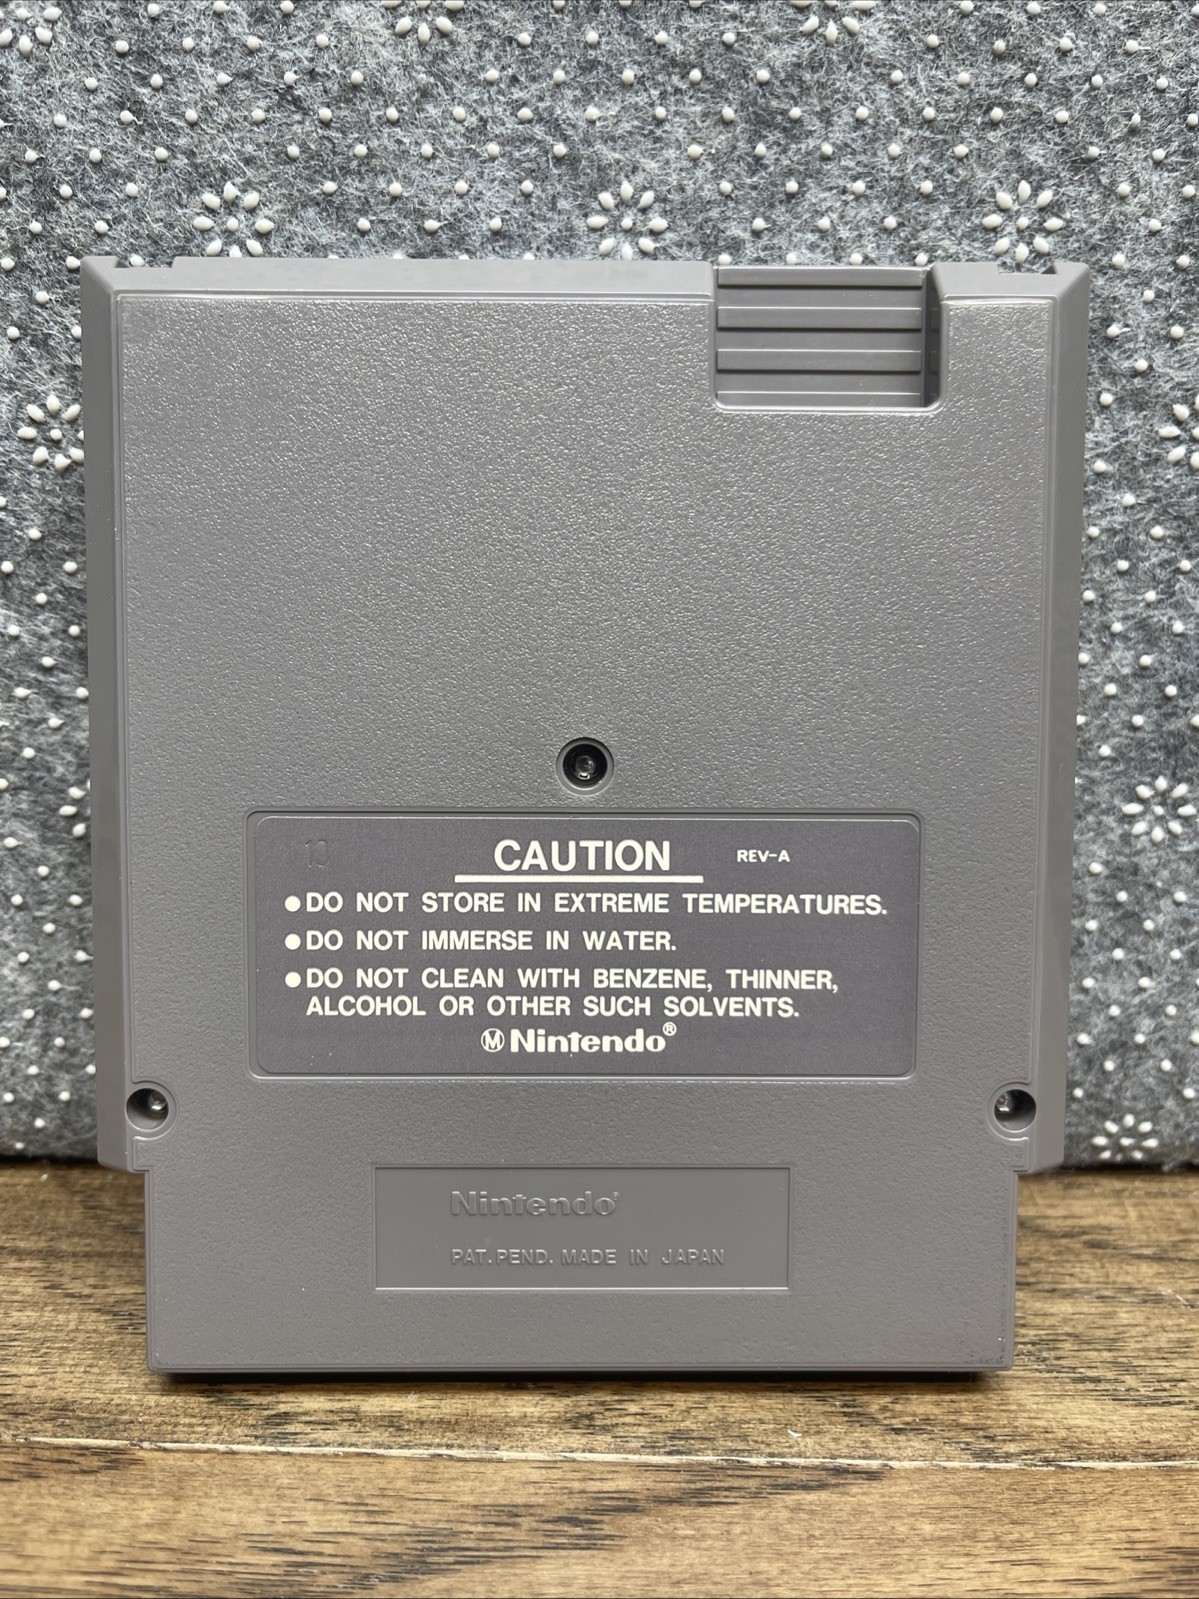 CAUTION REV-A
●DO NOT STORE IN EXTREME TEMPERATURES.
●DO NOT IMMERSE IN WATER.
●DO NOT CLEAN WITH BENZENE, THINNER,
ALCOHOL OR OTHER SUCH SOLVENTS.
Ⓜ Nintendo®
Nintendo®
PAT. PEND. MADE IN JAPAN